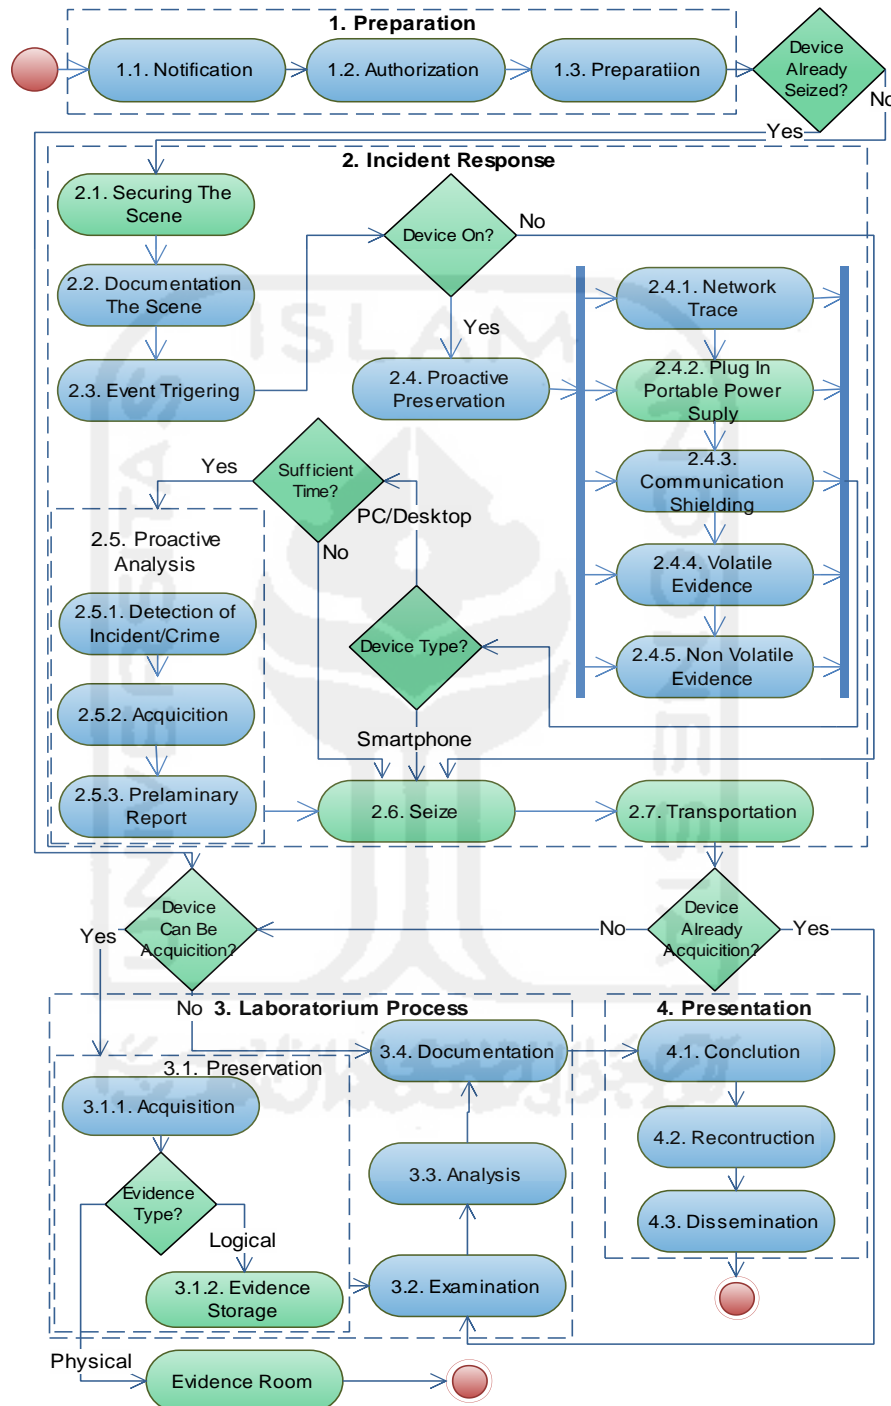 1. Preparation
1.1. Notification
1.2. Authorization
1.3. Preparatiion
Device
Already
Seized?
No
Yes
2. Incident Response
2.1. Securing The
Scene
Device On?
No
2.2. Documentation
The Scene
2.4.1. Network
Trace
Yes
2.3. Event Trigering
2.4. Proactive
Preservation
2.4.2. Plug In
Portable Power
Suply
Yes
Sufficient
Time?
2.4.3.
Communication
Shielding
PC/Desktop
No
2.5. Proactive
Analysis
2.4.4. Volatile
Evidence
2.5.1. Detection of
Incident/Crime
Device Type?
2.4.5. Non Volatile
Evidence
2.5.2. Acquicition
Smartphone
2.5.3. Prelaminary
Report
2.6. Seize
2.7. Transportation
Device
Can Be
Acquicition?
Yes
No
Device
Already
Acquicition?
Yes
No
3. Laboratorium Process
4. Presentation
3.4. Documentation
4.1. Conclution
3.1. Preservation
3.1.1. Acquisition
4.2. Recontruction
3.3. Analysis
Evidence
Type?
4.3. Dissemination
Logical
3.1.2. Evidence
Storage
3.2. Examination
Physical
Evidence Room
UNIVERSITAS
ISLAM
INDONESIA